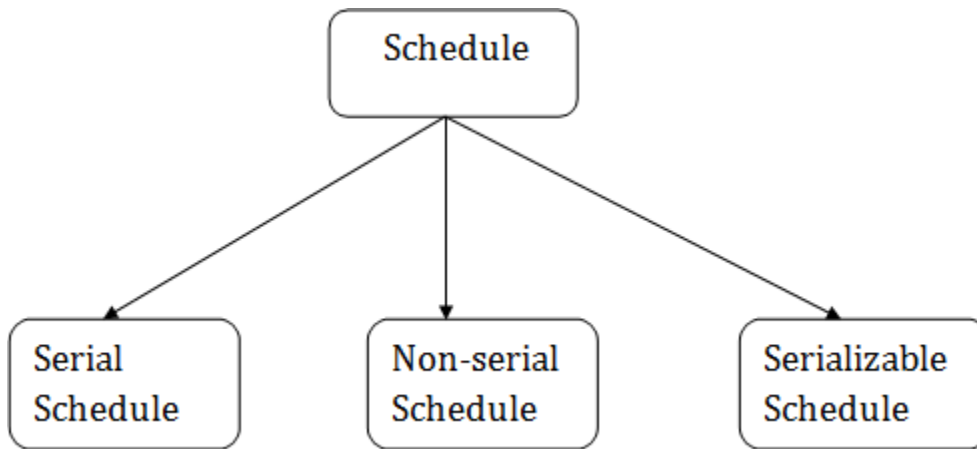 Schedule
Serial
Schedule
Non-serial
Schedule
Serializable
Schedule